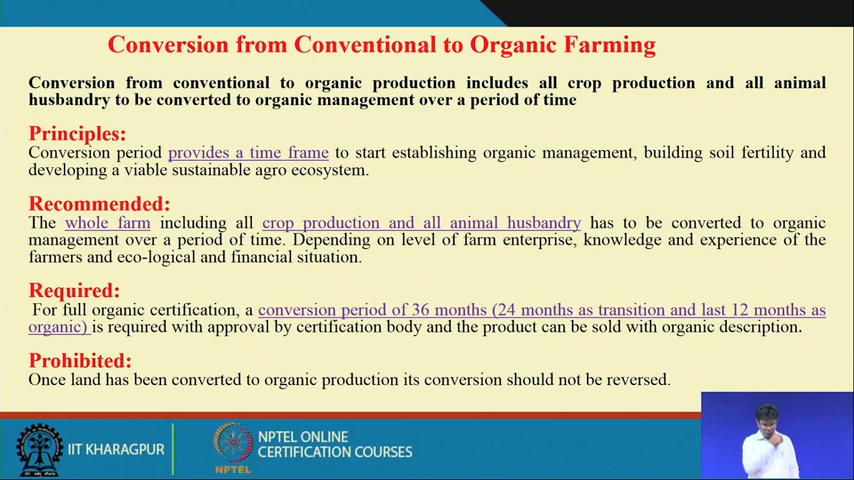 Conversion from Conventional to Organic Farming
Conversion from conventional to organic production includes all crop production and all animal
husbandry to be converted to organic management over a period of time
Principles:
Conversion period provides a time frame to start establishing organic management, building soil fertility and
developing a viable sustainable agro ecosystem.
Recommended:
The whole farm including all crop production and all animal husbandry has to be converted to organic
management over a period of time. Depending on level of farm enterprise, knowledge and experience of the
farmers and eco-logical and financial situation.
Required:
For full organic certification, a conversion period of 36 months (24 months as transition and last 12 months as
organic) is required with approval by certification body and the product can be sold with organic description.
Prohibited:
Once land has been converted to organic production its conversion should not be reversed.
IIT KHARAGPUR
NPTEL
NPTEL ONLINE
CERTIFICATION COURSES